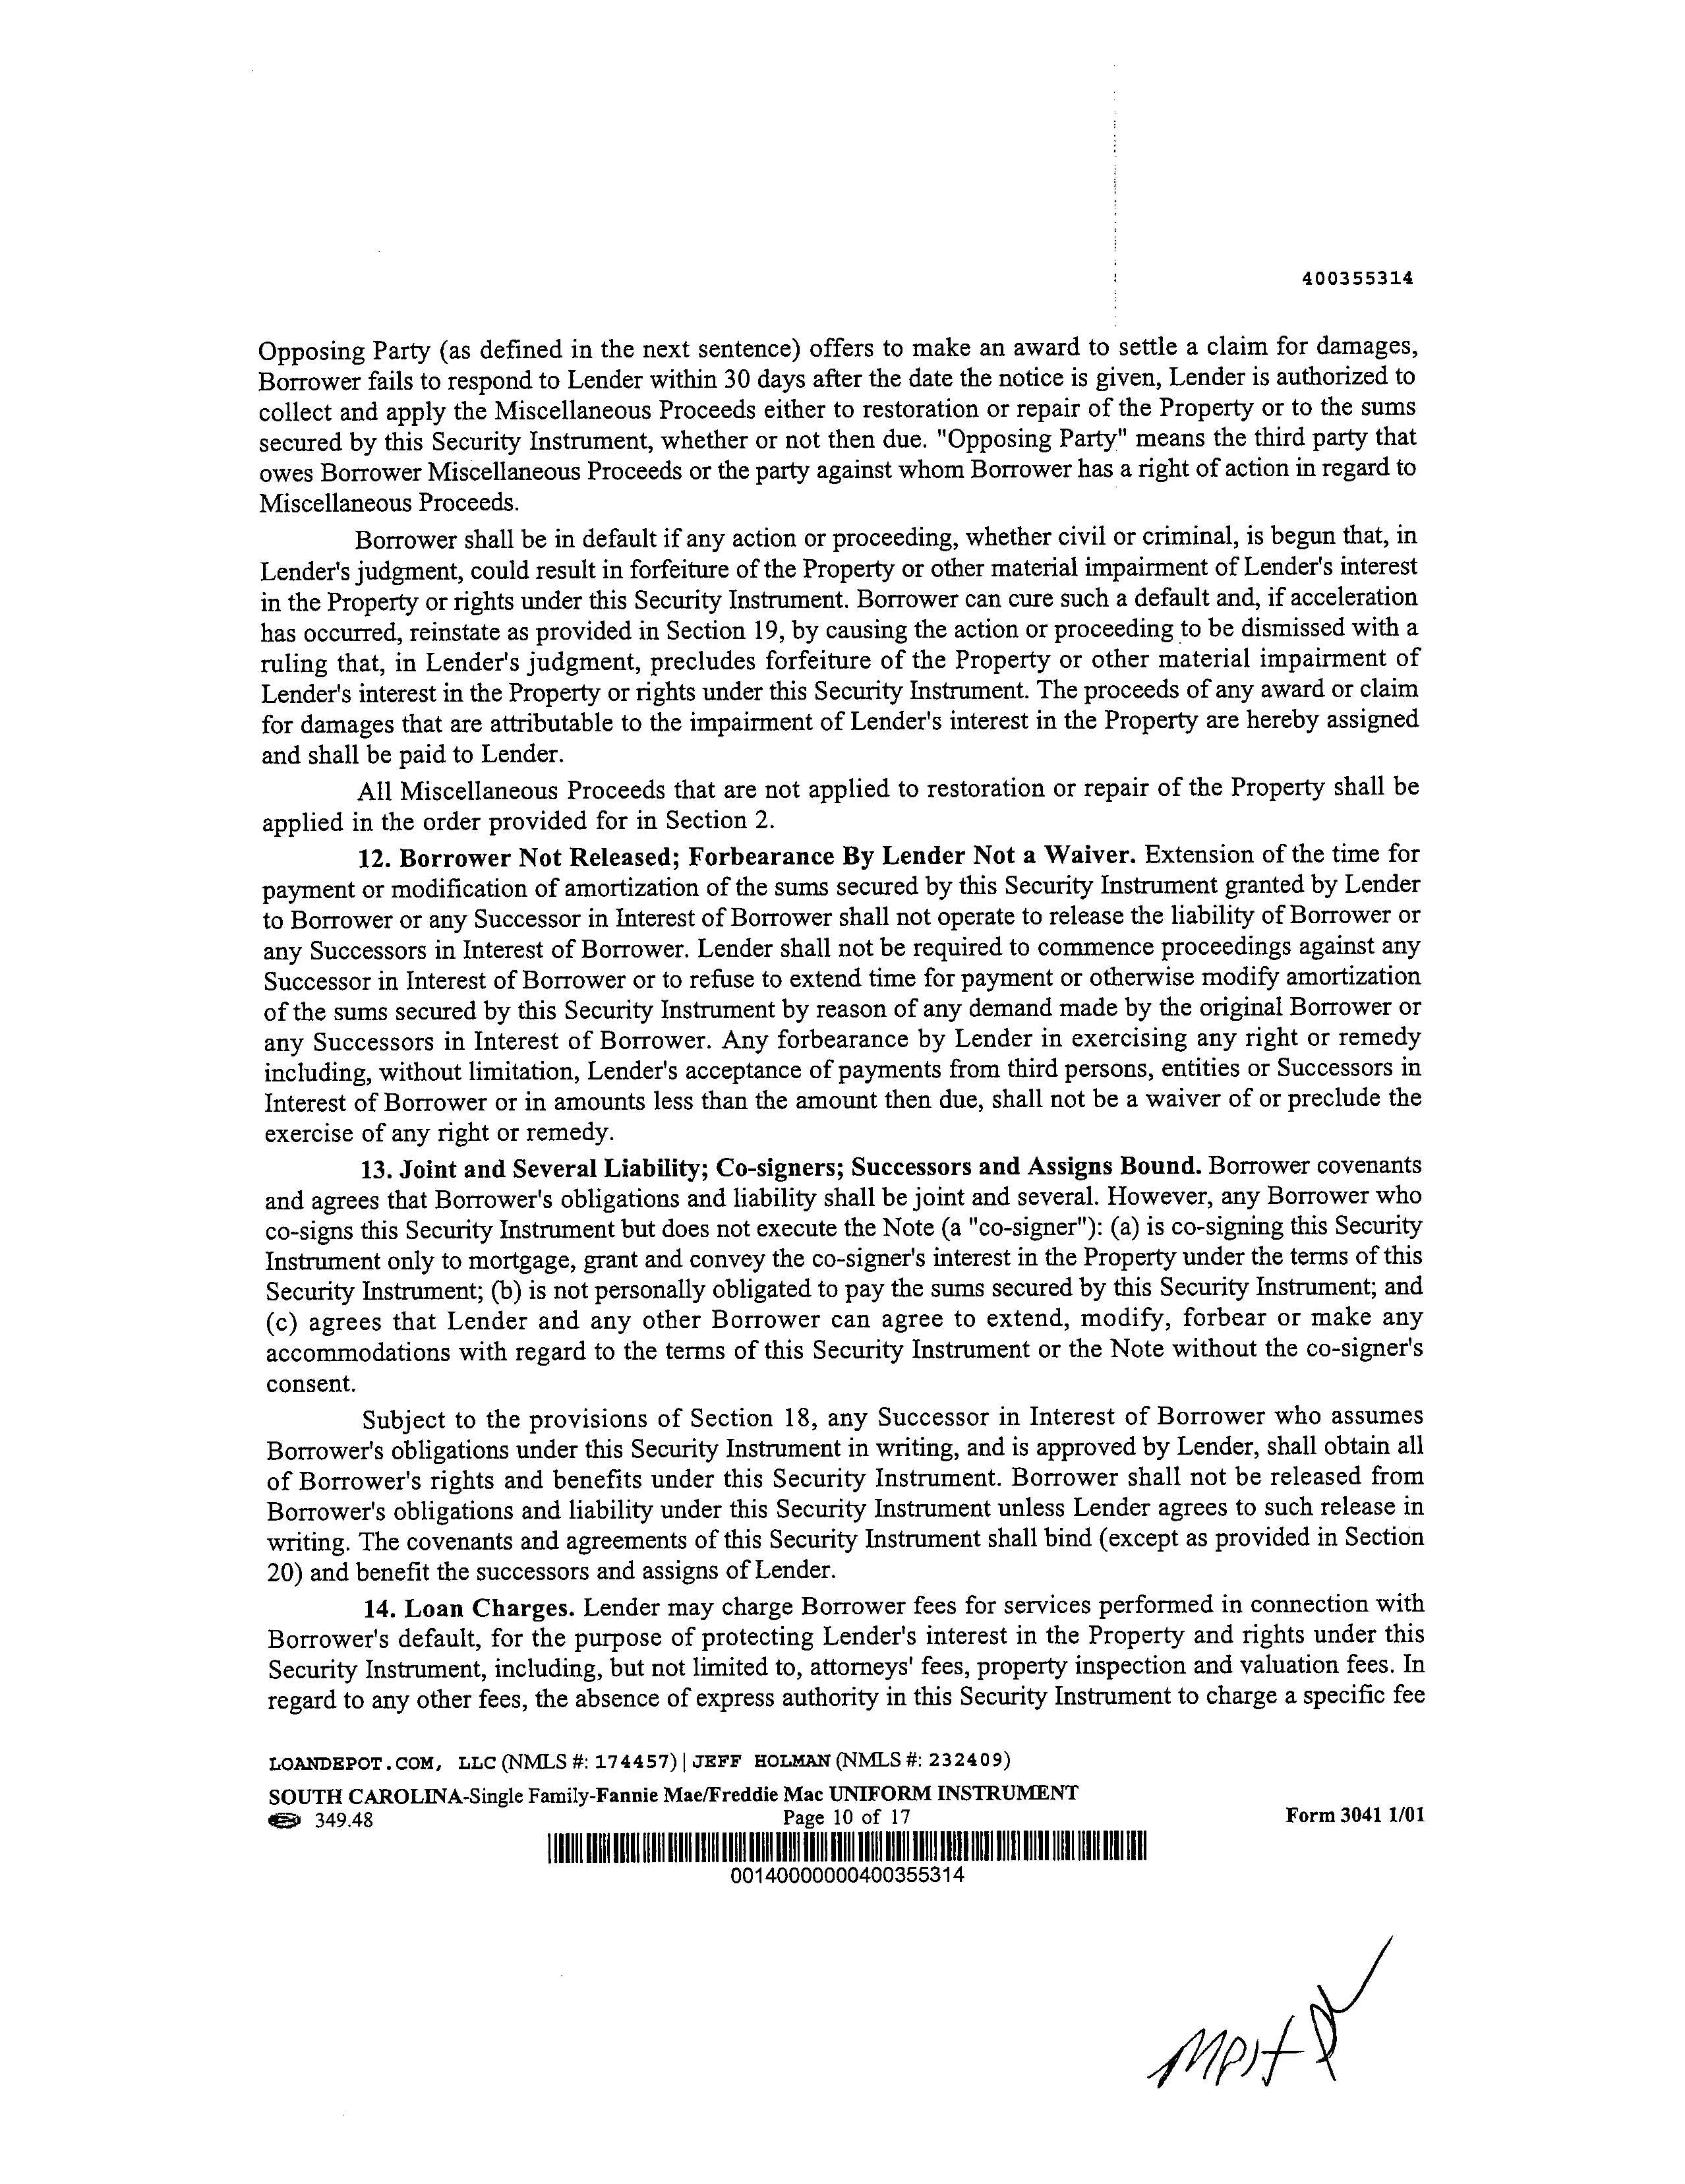 400355314
Opposing Party (as defined in the next sentence) offers to make an award to settle a claim for damages,
Borrower fails to respond to Lender within 30 days after the date the notice is given, Lender is authorized to
collect and apply the Miscellaneous Proceeds either to restoration or repair of the Property or to the sums
secured by this Security Instrument, whether or not then due. "Opposing Party" means the third party that
owes Borrower Miscellaneous Proceeds or the party against whom Borrower has a right of action in regard to
Miscellaneous Proceeds.
Borrower shall be in default if any action or proceeding, whether civil or criminal, is begun that, in
Lender's judgment, could result in forfeiture of the Property or other material impairment of Lender's interest
in the Property or rights under this Security Instrument. Borrower can cure such a default and, if acceleration
has occurred, reinstate as provided in Section 19, by causing the action or proceeding to be dismissed with a
ruling that, in Lender's judgment, precludes forfeiture of the Property or other material impairment of
Lender's interest in the Property or rights under this Security Instrument. The proceeds of any award or claim
for damages that are attributable to the impairment of Lender's interest in the Property are hereby assigned
and shall be paid to Lender.
All Miscellaneous Proceeds that are not applied to restoration or repair of the Property shall be
applied in the order provided for in Section 2.
12. Borrower Not Released; Forbearance By Lender Not a Waiver. Extension of the time for
payment or modification of amortization of the sums secured by this Security Instrument granted by Lender
to Borrower or any Successor in Interest of Borrower shall not operate to release the liability of Borrower or
any Successors in Interest of Borrower. Lender shall not be required to commence proceedings against any
Successor in Interest of Borrower or to refuse to extend time for payment or otherwise modify amortization
of the sums secured by this Security Instrument by reason of any demand made by the original Borrower or
any Successors in Interest of Borrower. Any forbearance by Lender in exercising any right or remedy
including, without limitation, Lender's acceptance of payments from third persons, entities or Successors in
Interest of Borrower or in amounts less than the amount then due, shall not be a waiver of or preclude the
exercise of any right or remedy.
13. Joint and Several Liability; Co-signers; Successors and Assigns Bound. Borrower covenants
and agrees that Borrower's obligations and liability shall be joint and several. However, any Borrower who
co-signs this Security Instrument but does not execute the Note (a "co-signer"): (a) is co-signing this Security
Instrument only to mortgage, grant and convey the co-signer's interest in the Property under the terms of this
Security Instrument; (b) is not personally obligated to pay the sums secured by this Security Instrument; and
(c) agrees that Lender and any other Borrower can agree to extend, modify, forbear or make any
accommodations with regard to the terms of this Security Instrument or the Note without the co-signer's
consent.
Subject to the provisions of Section 18, any Successor in Interest of Borrower who assumes
Borrower's obligations under this Security Instrument in writing, and is approved by Lender, shall obtain all
of Borrower's rights and benefits under this Security Instrument. Borrower shall not be released from
Borrower's obligations and liability under this Security Instrument unless Lender agrees to such release in
writing. The covenants and agreements of this Security Instrument shall bind (except as provided in Section
20) and benefit the successors and assigns of Lender.
14. Loan Charges. Lender may charge Borrower fees for services performed in connection with
Borrower's default, for the purpose of protecting Lender's interest in the Property and rights under this
Security Instrument, including, but not limited to, attorneys' fees, property inspection and valuation fees. In
regard to any other fees, the absence of express authority in this Security Instrument to charge a specific fee
LOANDEPOT.COM, LLC (NMLS #: 174457) | JEFF HOLMAN (NMLS #: 232409)
SOUTH CAROLINA-Single Family-Fannie Mae/Freddie Mac UNIFORM INSTRUMENT
349.48 Page 10 of 17 Form 3041 1/01
00140000000400355314